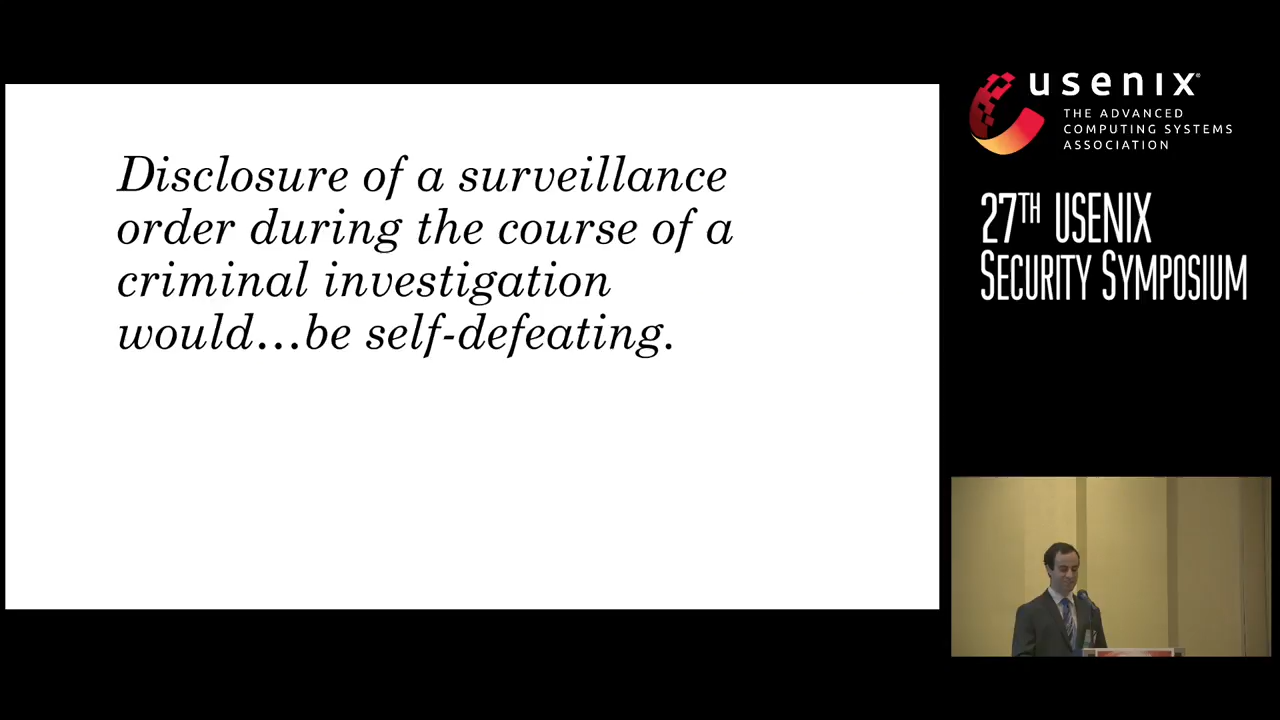 Disclosure of a surveillance
order during the course of a
criminal investigation
would...be self-defeating.
usenix®
THE ADVANCED
COMPUTING SYSTEMS
ASSOCIATION
27TH USENIX
SECURITY SYMPOSIUM